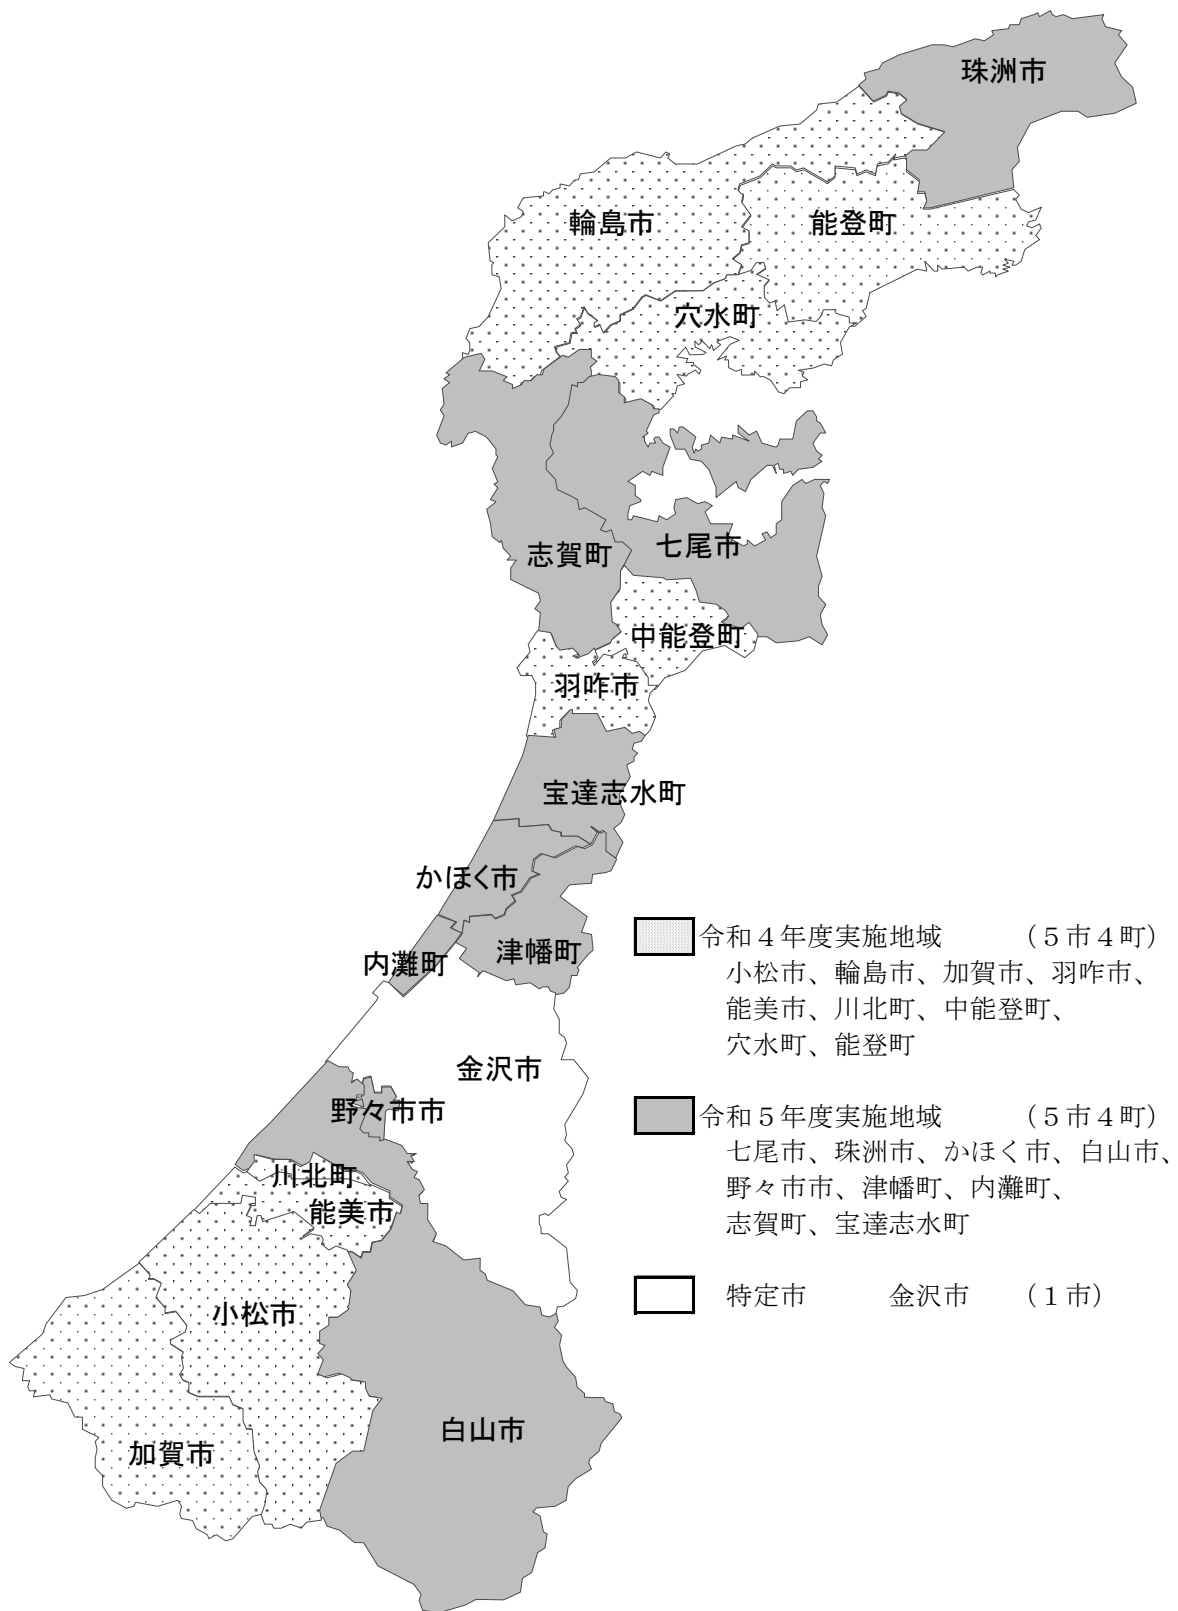 珠洲市
輪島市
能登町
穴水町
志賀町
七尾市
中能登町
羽咋市
宝達志水町
かほく市
内灘町
津幡町
金沢市
野々市市
川北町
能美市
小松市
白山市
加賀市
令和４年度実施地域　　（５市４町）
小松市、輪島市、加賀市、羽咋市、
能美市、川北町、中能登町、
穴水町、能登町
令和５年度実施地域　　（５市４町）
七尾市、珠洲市、かほく市、白山市、
野々市市、津幡町、内灘町、
志賀町、宝達志水町
特定市　　金沢市　（１市）